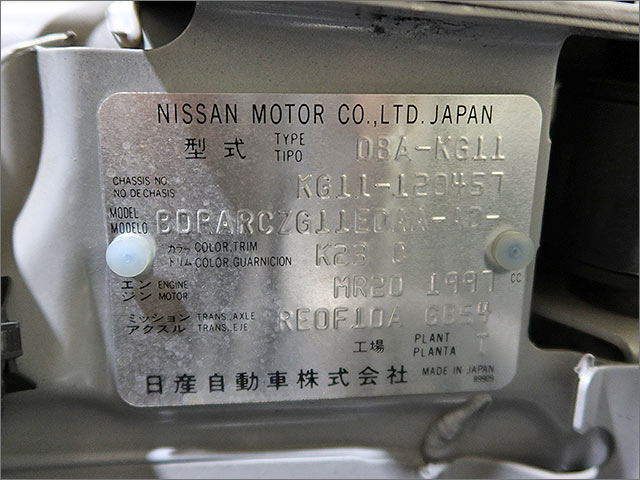 NISSAN MOTOR CO.,LTD. JAPAN
型式 TYPE TIPO DBA-KG11
CHASSIS NO. NO. DE CHASIS KG11-120457
MODEL MODELO
カラー COLOR,TRIM
トリム COLOR,GUARNICION K23 C
エンジン ENGINE MOTOR MR20 1997 CC
ミッション TRANS.,AXLE
アクスル TRANS.,EJE RE0F10A GB54
工場 PLANT PLANTA T
日産自動車株式会社 MADE IN JAPAN